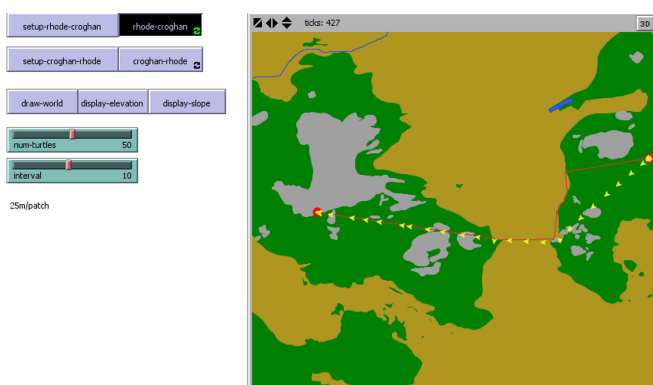 setup-rhode-croghan
rhode-croghan
setup-croghan-rhode
croghan-rhode
draw-world
display-elevation
display-slope
num-turtles 50
interval 10
25m/patch
ticks: 427
3D